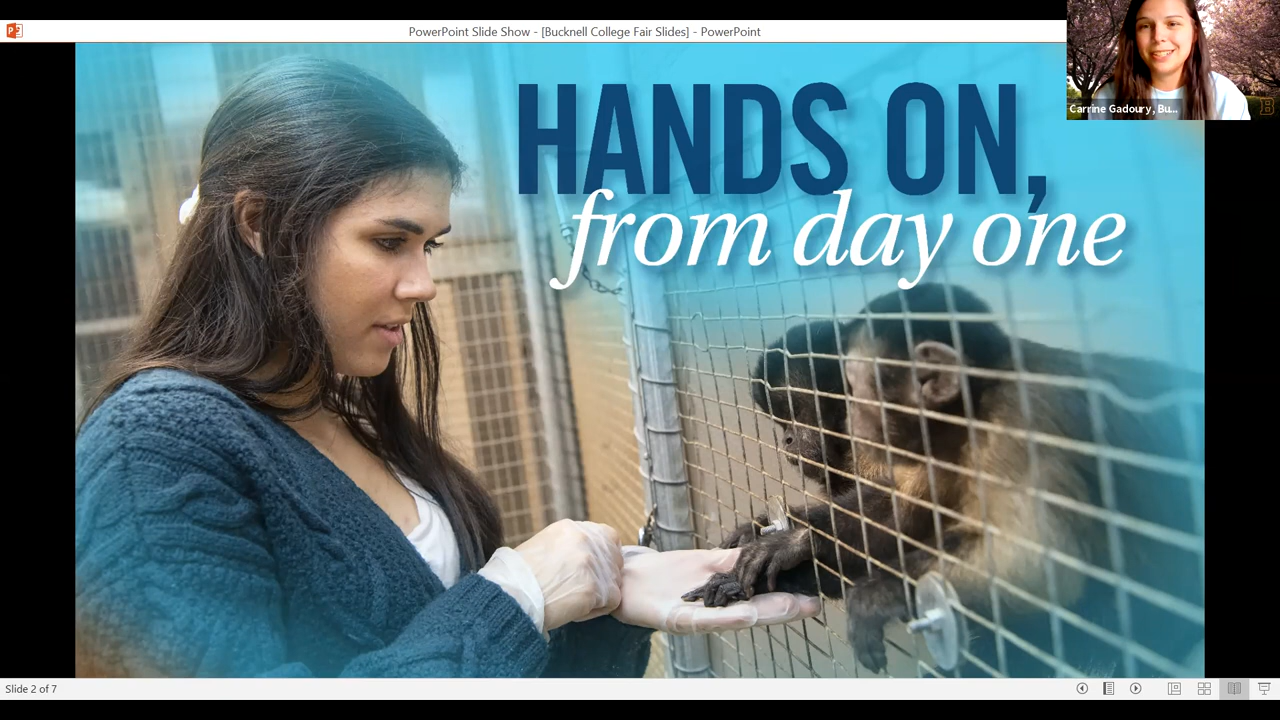 PowerPoint Slide Show - [Bucknell College Fair Slides] - PowerPoint
Carrine Gadoury, Bu...
HANDS ON,
from day one
Slide 2 of 7